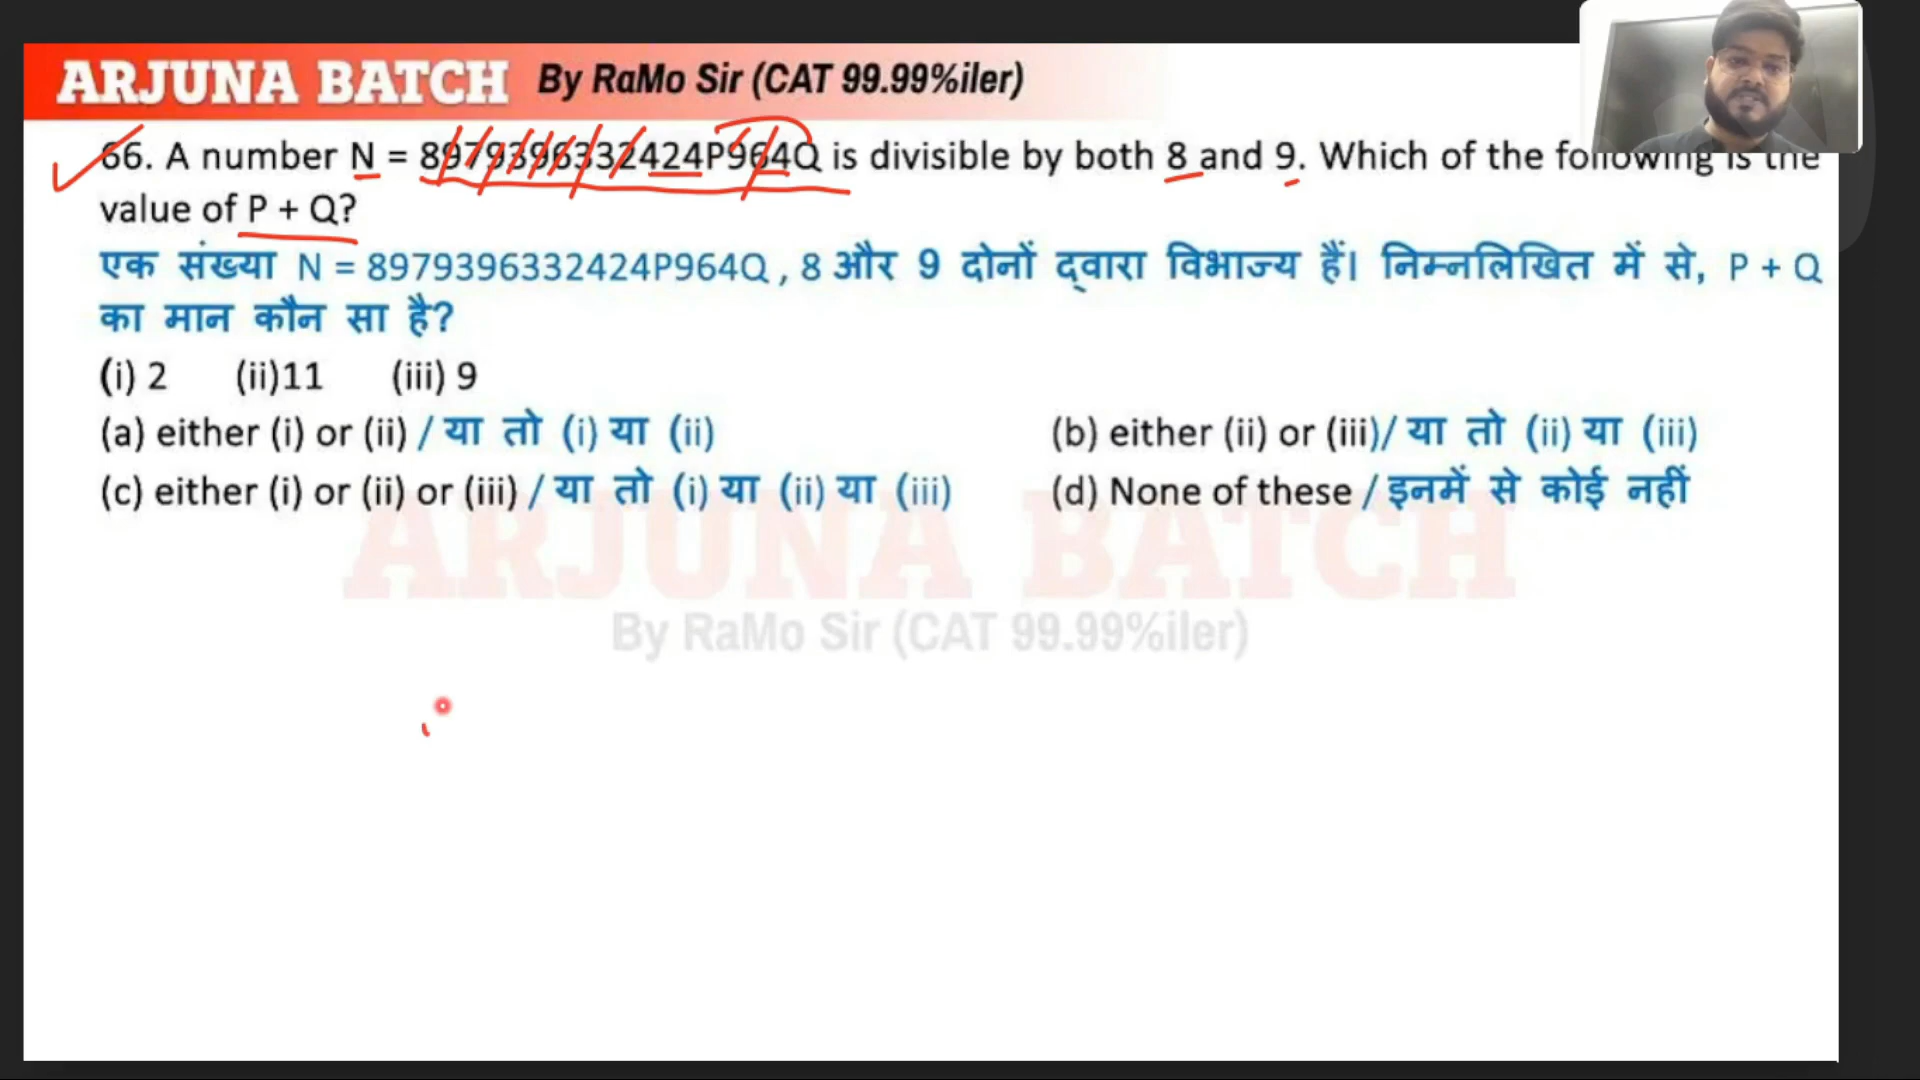 ARJUNA BATCH By RaMo Sir (CAT 99.99%iler)
66. A number N = 8979396332424P964Q is divisible by both 8 and 9. Which of the following is the
value of P + Q?
एक संख्या N = 8979396332424P964Q , 8 और 9 दोनों द्वारा विभाज्य हैं। निम्नलिखित में से, P + Q
का मान कौन सा है?
(i) 2 (ii)11 (iii) 9
(a) either (i) or (ii) / या तो (i) या (ii) (b) either (ii) or (iii)/ या तो (ii) या (iii)
(c) either (i) or (ii) or (iii) / या तो (i) या (ii) या (iii) (d) None of these / इनमें से कोई नहीं
ARJUNA BATCH
By RaMo Sir (CAT 99.99%iler)